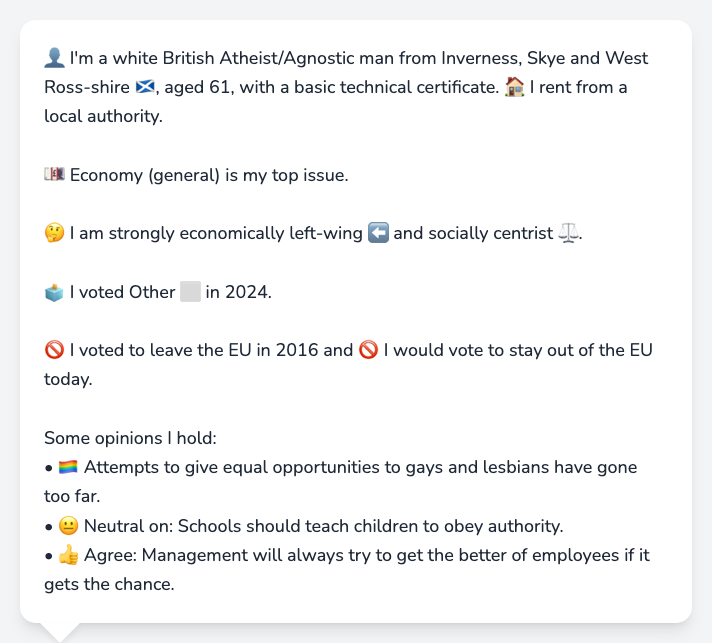 👤 I'm a white British Atheist/Agnostic man from Inverness, Skye and West
Ross-shire 🏴󠁧󠁢󠁳󠁣󠁴󠁿, aged 61, with a basic technical certificate. 🏠 I rent from a
local authority.
💷 Economy (general) is my top issue.
🤔 I am strongly economically left-wing ⬅️ and socially centrist ⚖️.
🗳️ I voted Other ⬜ in 2024.
🚫 I voted to leave the EU in 2016 and 🚫 I would vote to stay out of the EU
today.
Some opinions I hold:
• 🏳️‍🌈 Attempts to give equal opportunities to gays and lesbians have gone
too far.
• 😐 Neutral on: Schools should teach children to obey authority.
• 👍 Agree: Management will always try to get the better of employees if it
gets the chance.